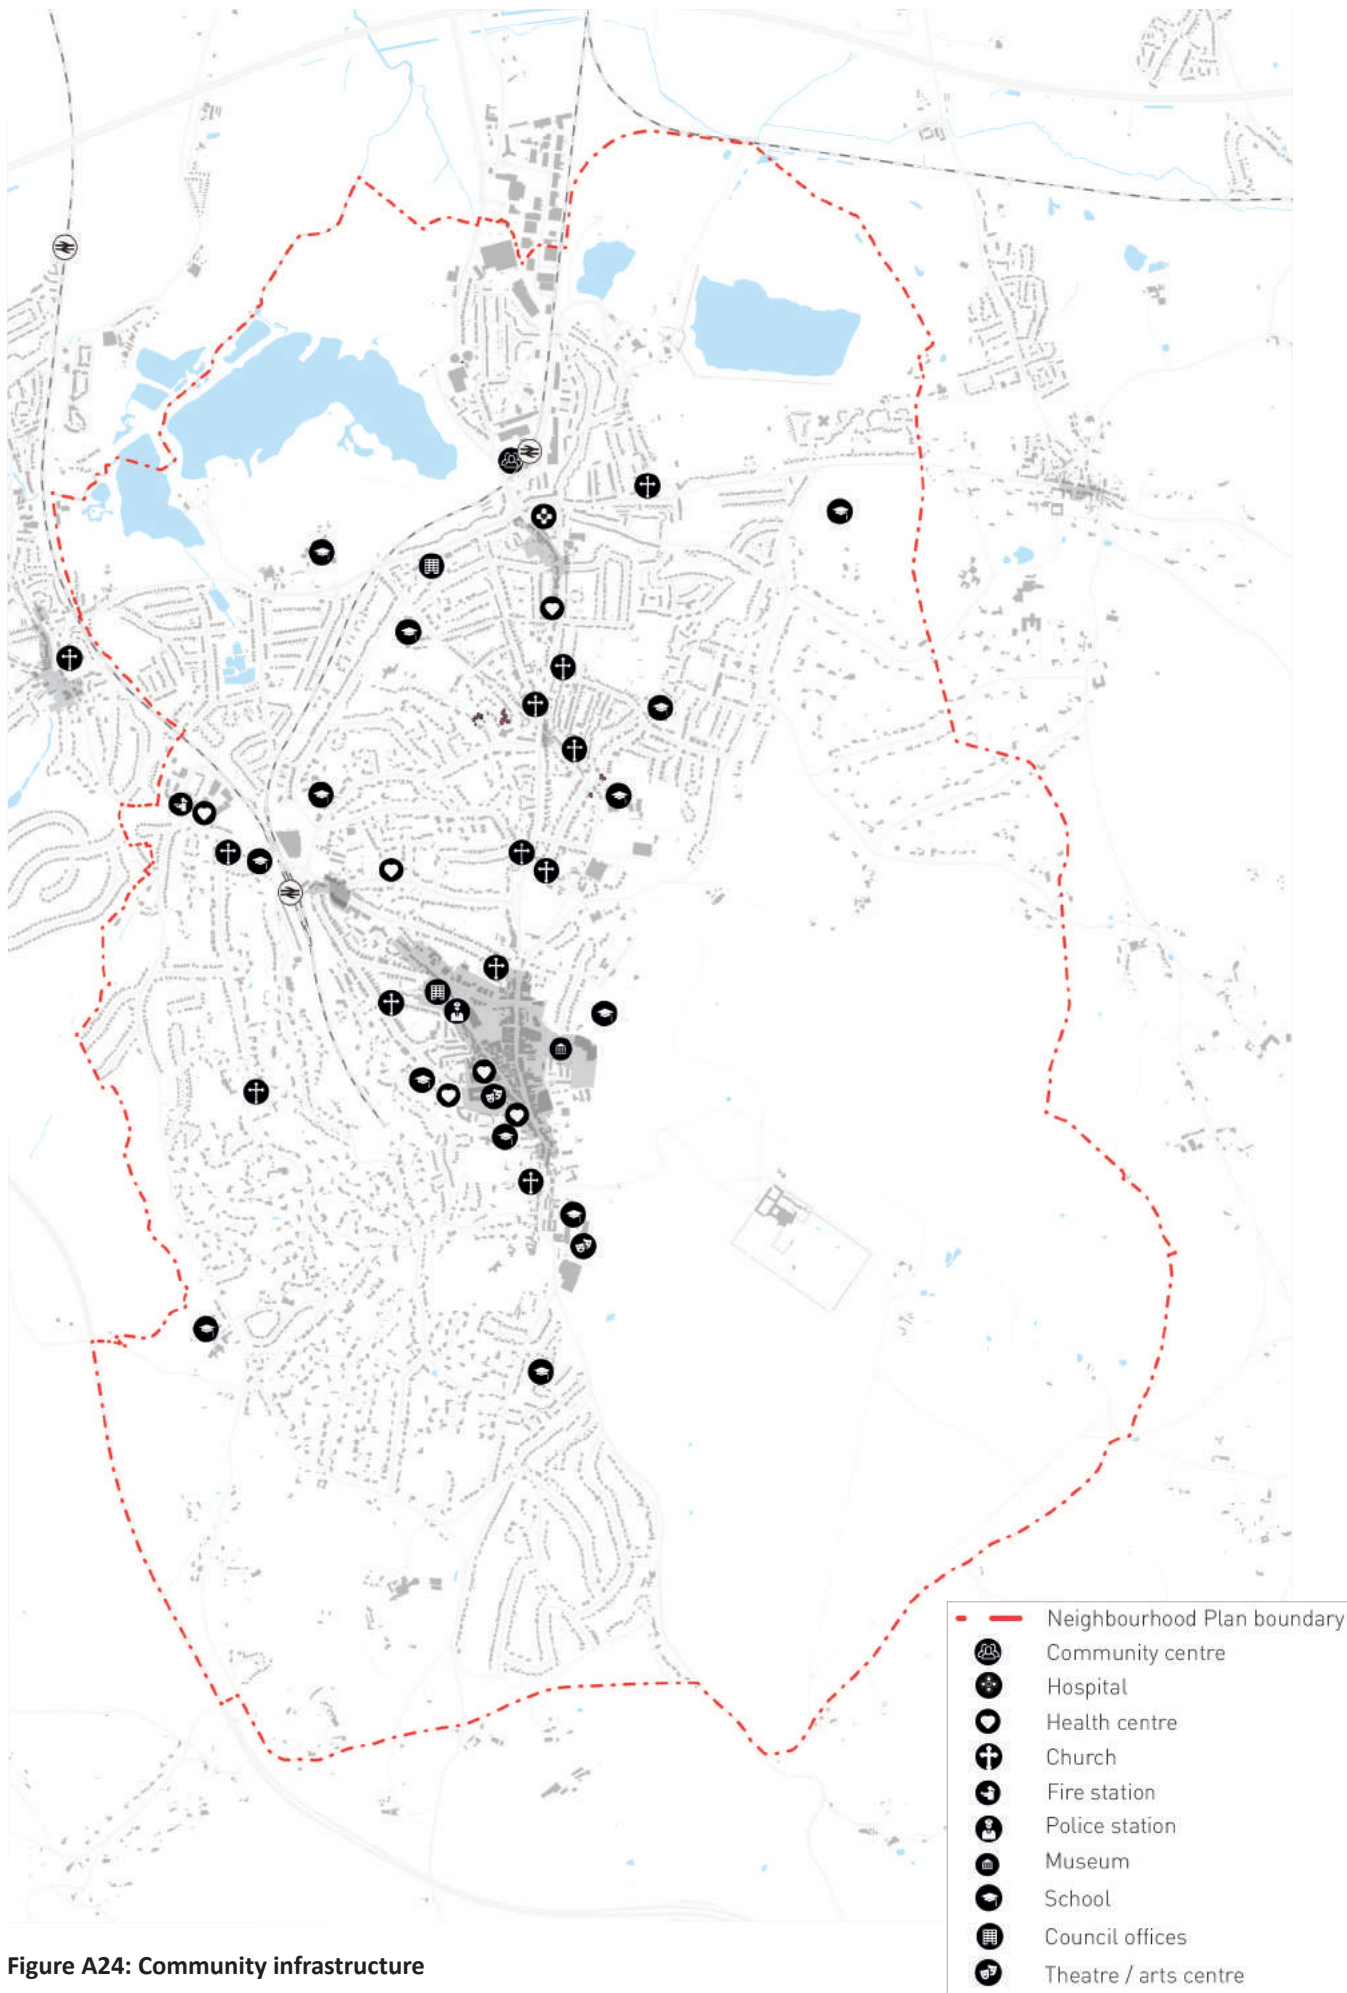 Neighbourhood Plan boundary
Community centre
Hospital
Health centre
Church
Fire station
Police station
Museum
School
Council offices
Theatre / arts centre
Figure A24: Community infrastructure